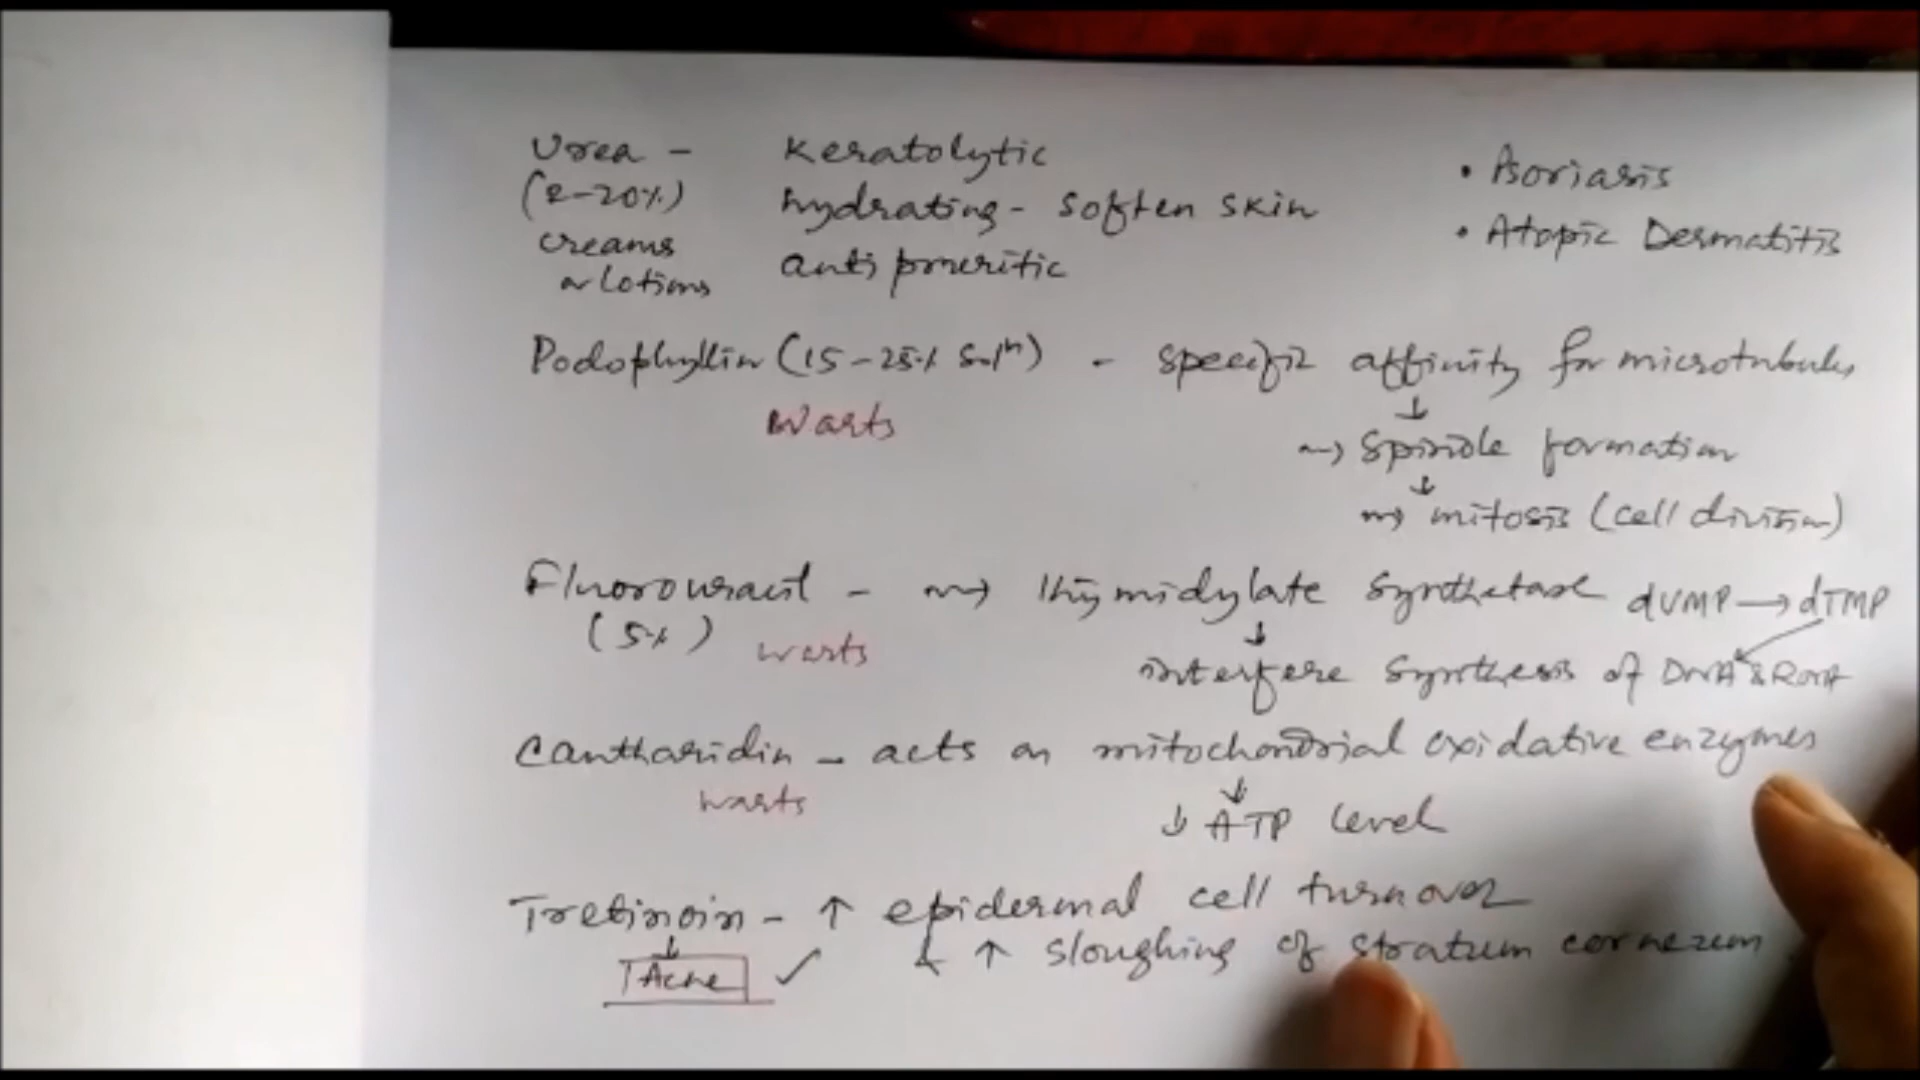 Urea - Keratolytic
(2-20%) hydrating - soften skin
creams anti prueritic
or Lotions
• Psoriasis
• Atopic Dermatitis
Podophyllin (15-25% Solⁿ) - specific affinity for microtubules
Warts ↓
⇝ Spindle formation
↓
⇝ mitosis (cell division)
Fluorouracil - ⇝ thymidylate Synthetase dUMP → dTMP
(5%) warts ↓
interfere Synthesis of DNA & RNA
Cantharidin - acts on mitochondrial oxidative enzymes
warts ↓
↓ ATP Level
Tretinoin - ↑ epidermal cell turnover
↓ & ↑ sloughing of stratum corneum
Acne ✓